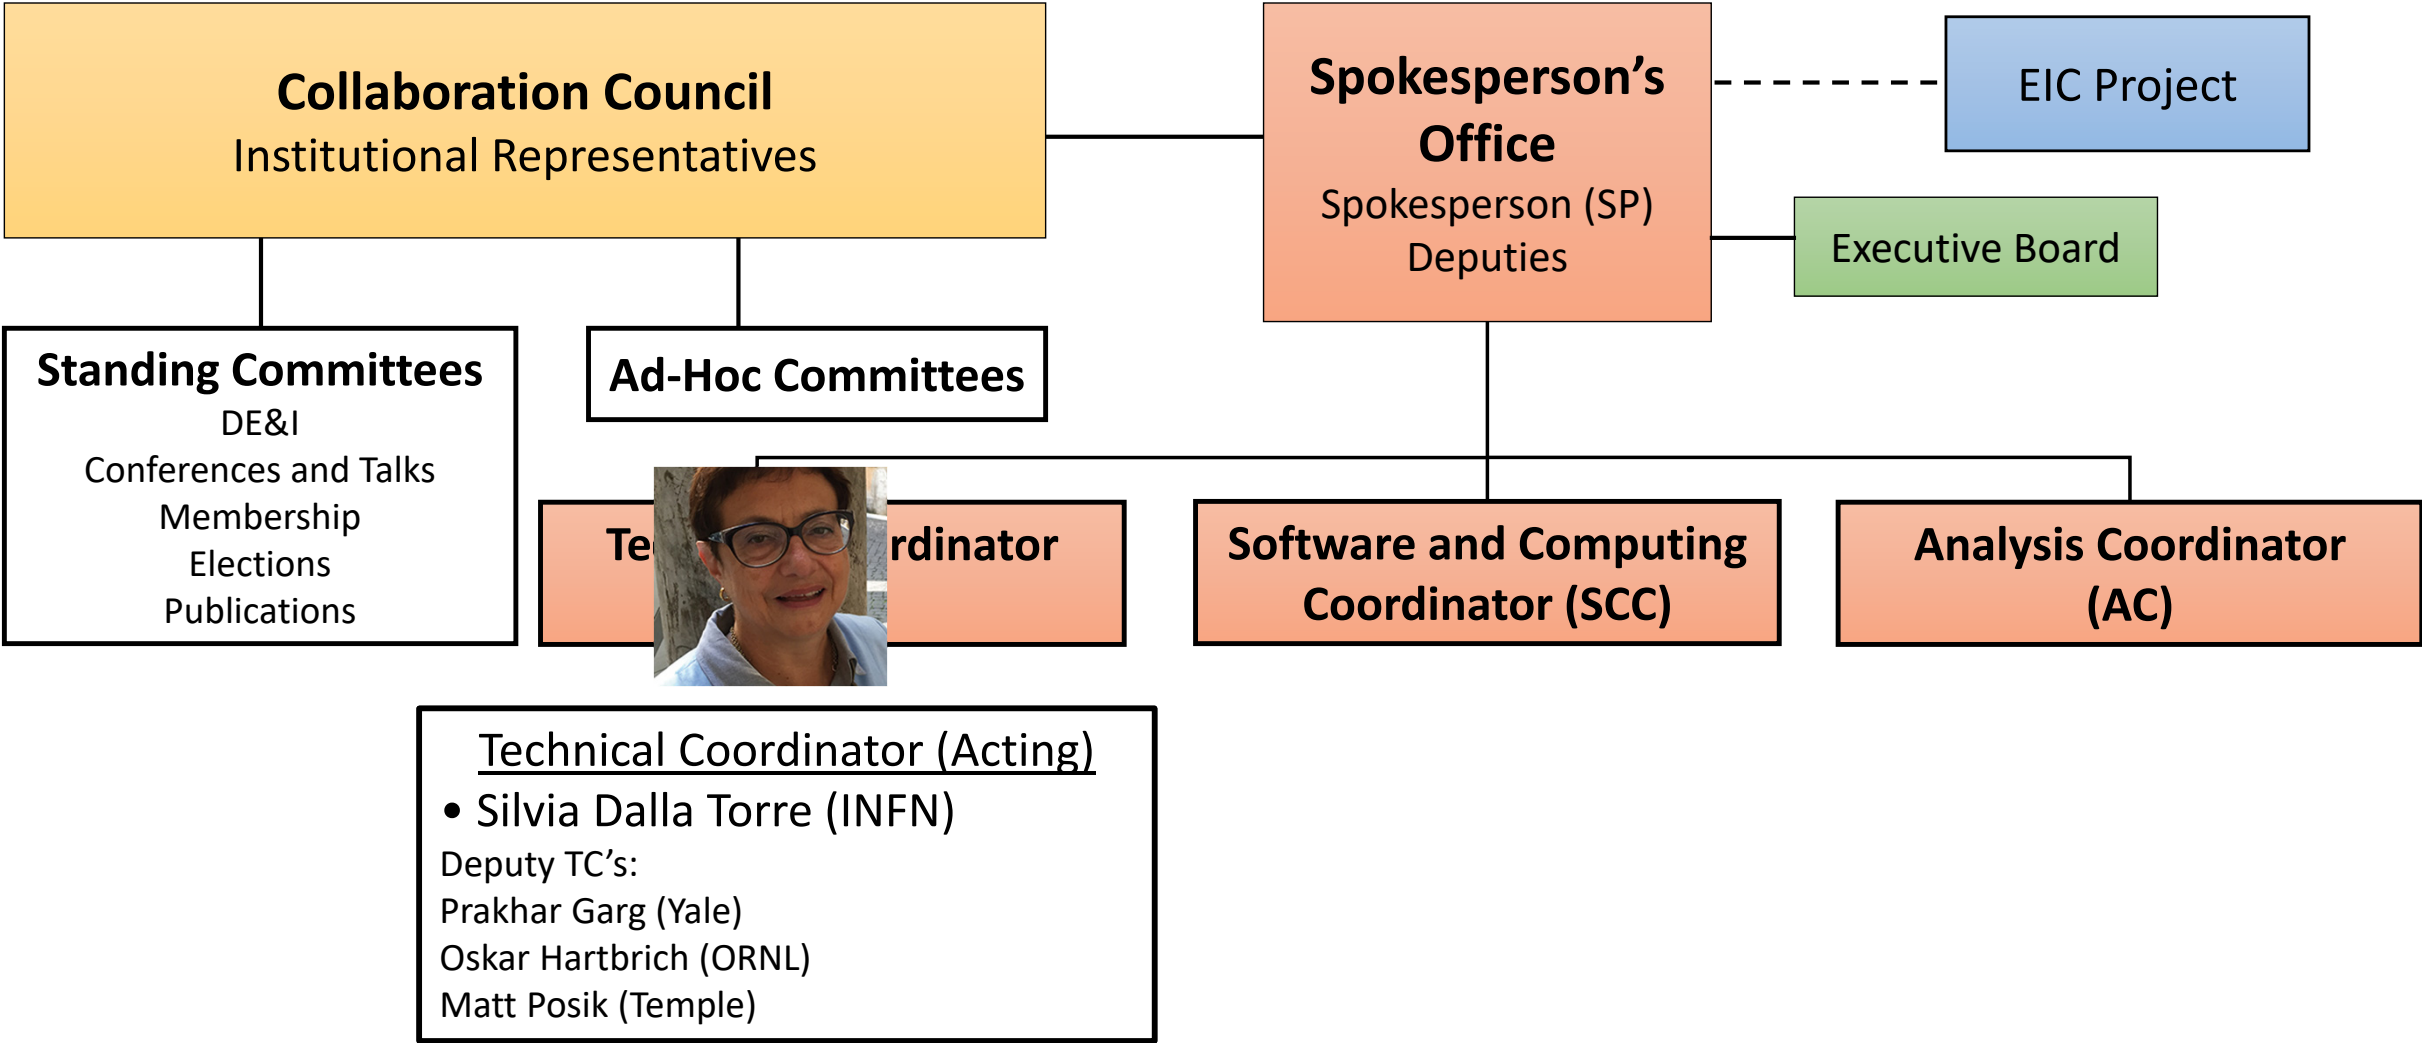 Collaboration Council
Institutional Representatives
Spokesperson’s
Office
Spokesperson (SP)
Deputies
EIC Project
Executive Board
Standing Committees
DE&I
Conferences and Talks
Membership
Elections
Publications
Ad-Hoc Committees
Software and Computing
Coordinator (SCC)
Analysis Coordinator
(AC)
Technical Coordinator (Acting)
• Silvia Dalla Torre (INFN)
Deputy TC’s:
Prakhar Garg (Yale)
Oskar Hartbrich (ORNL)
Matt Posik (Temple)